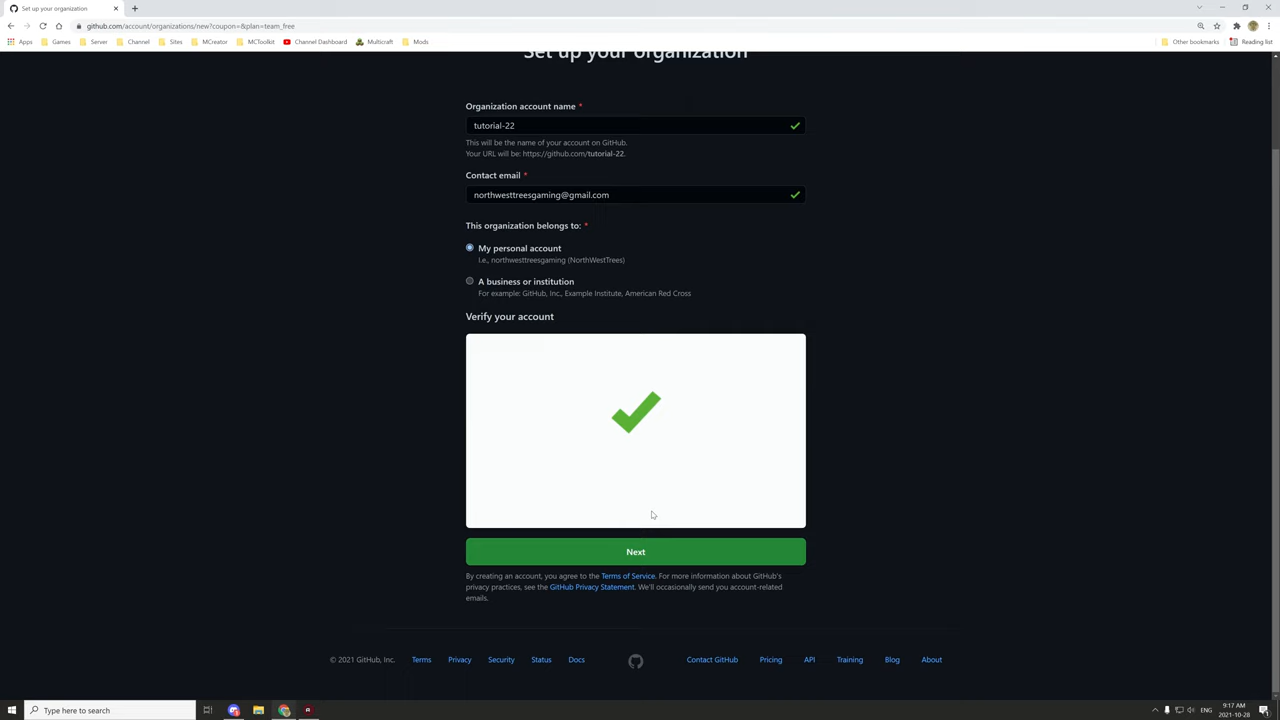 Set up your organization
github.com/account/organizations/new?coupon=&plan=team_free
Apps
Games
Server
Channel
Sites
MCreator
MCToolkit
Channel Dashboard
Multicraft
Mods
Other bookmarks
Reading list
Set up your organization
Organization account name *
tutorial-22
This will be the name of your account on GitHub.
Your URL will be: https://github.com/tutorial-22.
Contact email *
northwesttreesgaming@gmail.com
This organization belongs to: *
My personal account
I.e., northwesttreesgaming (NorthWestTrees)
A business or institution
For example: GitHub, Inc., Example Institute, American Red Cross
Verify your account
Next
By creating an account, you agree to the Terms of Service. For more information about GitHub's
privacy practices, see the GitHub Privacy Statement. We'll occasionally send you account-related
emails.
© 2021 GitHub, Inc.
Terms
Privacy
Security
Status
Docs
Contact GitHub
Pricing
API
Training
Blog
About
Type here to search
ENG
9:17 AM
2021-10-28